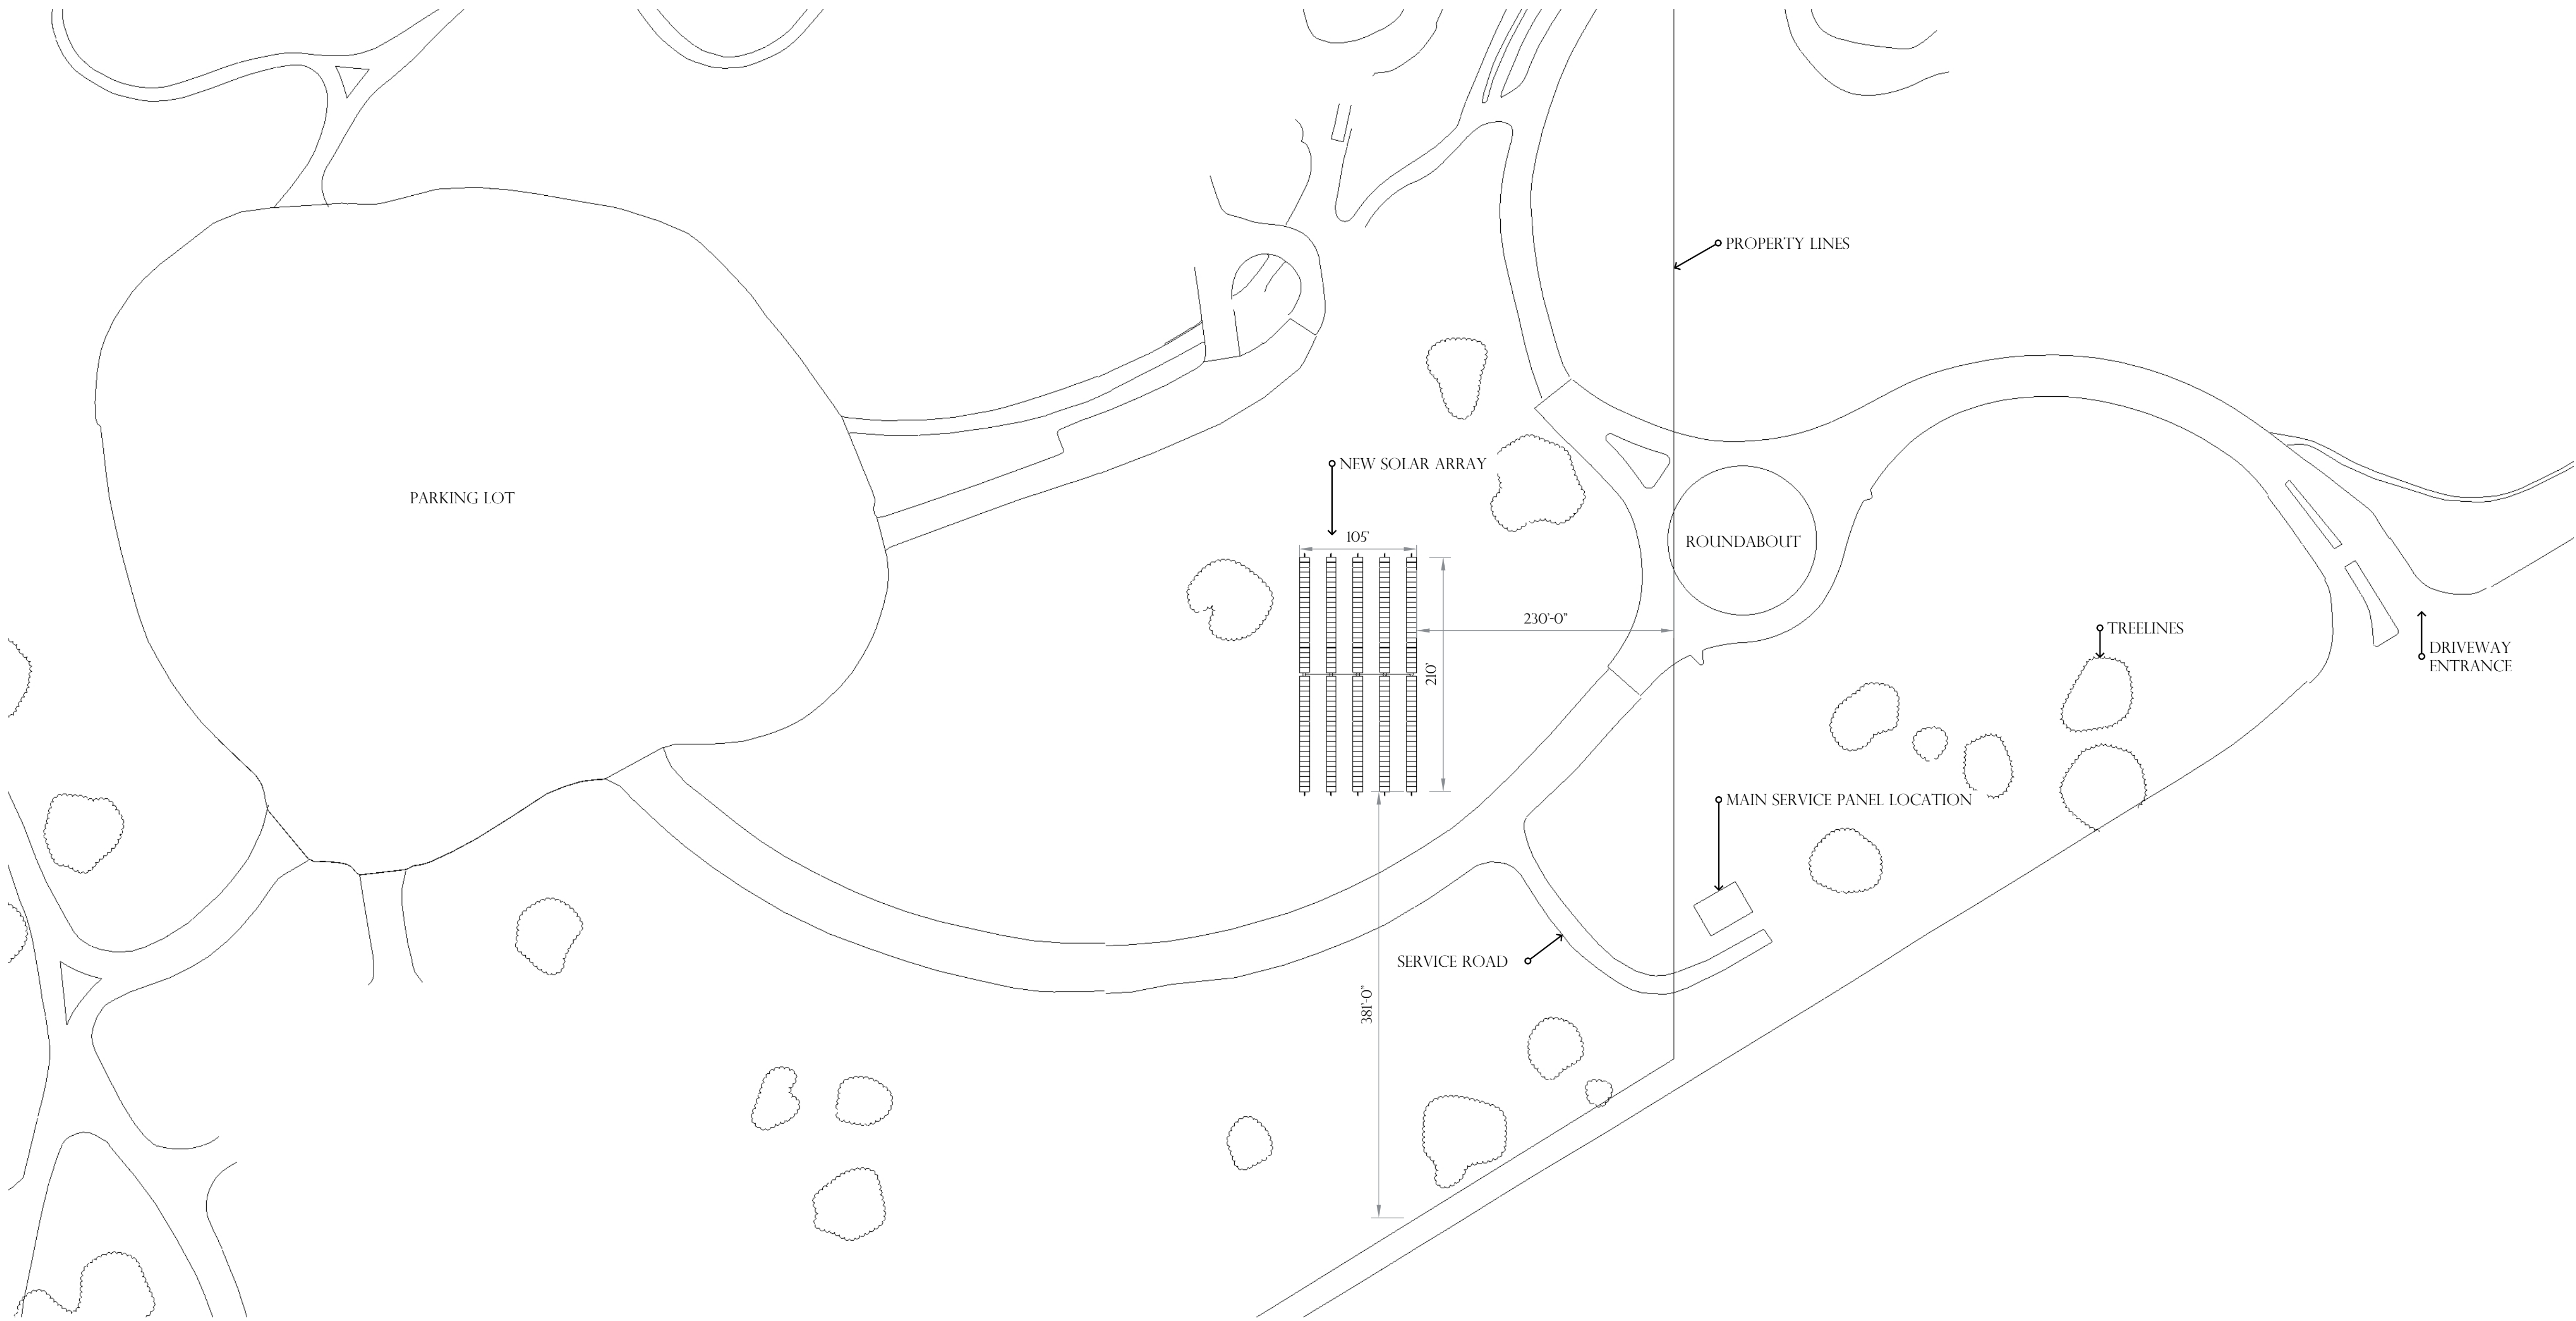 PROPERTY LINES
NEW SOLAR ARRAY
PARKING LOT
105'
ROUNDABOUT
230'-0"
210'
TREELINES
DRIVEWAY
ENTRANCE
MAIN SERVICE PANEL LOCATION
SERVICE ROAD
381'-0"